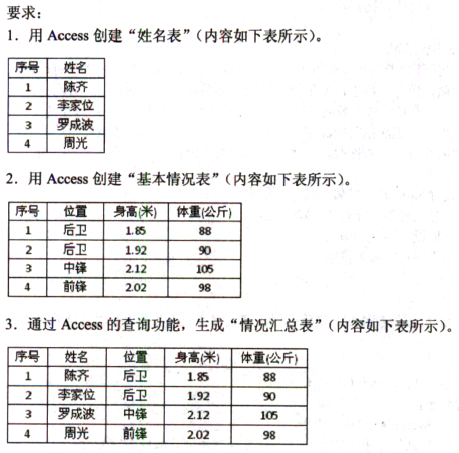 要求：
1．用 Access 创建“姓名表”（内容如下表所示）。
序号 姓名
1 陈齐
2 李家位
3 罗成波
4 周光
2．用 Access 创建“基本情况表”（内容如下表所示）。
序号 位置 身高(米) 体重(公斤)
1 后卫 1.85 88
2 后卫 1.92 90
3 中锋 2.12 105
4 前锋 2.02 98
3．通过 Access 的查询功能，生成“情况汇总表”（内容如下表所示）。
序号 姓名 位置 身高(米) 体重(公斤)
1 陈齐 后卫 1.85 88
2 李家位 后卫 1.92 90
3 罗成波 中锋 2.12 105
4 周光 前锋 2.02 98